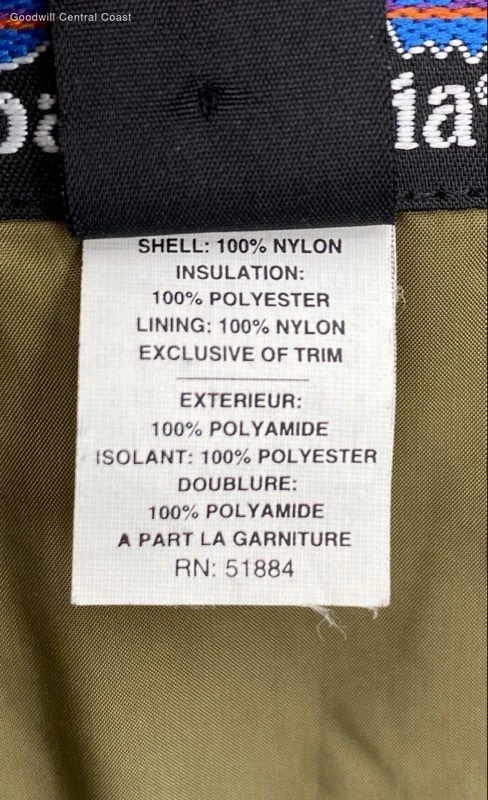 Goodwill Central Coast
SHELL: 100% NYLON
INSULATION:
100% POLYESTER
LINING: 100% NYLON
EXCLUSIVE OF TRIM
EXTERIEUR:
100% POLYAMIDE
ISOLANT: 100% POLYESTER
DOUBLURE:
100% POLYAMIDE
A PART LA GARNITURE
RN: 51884